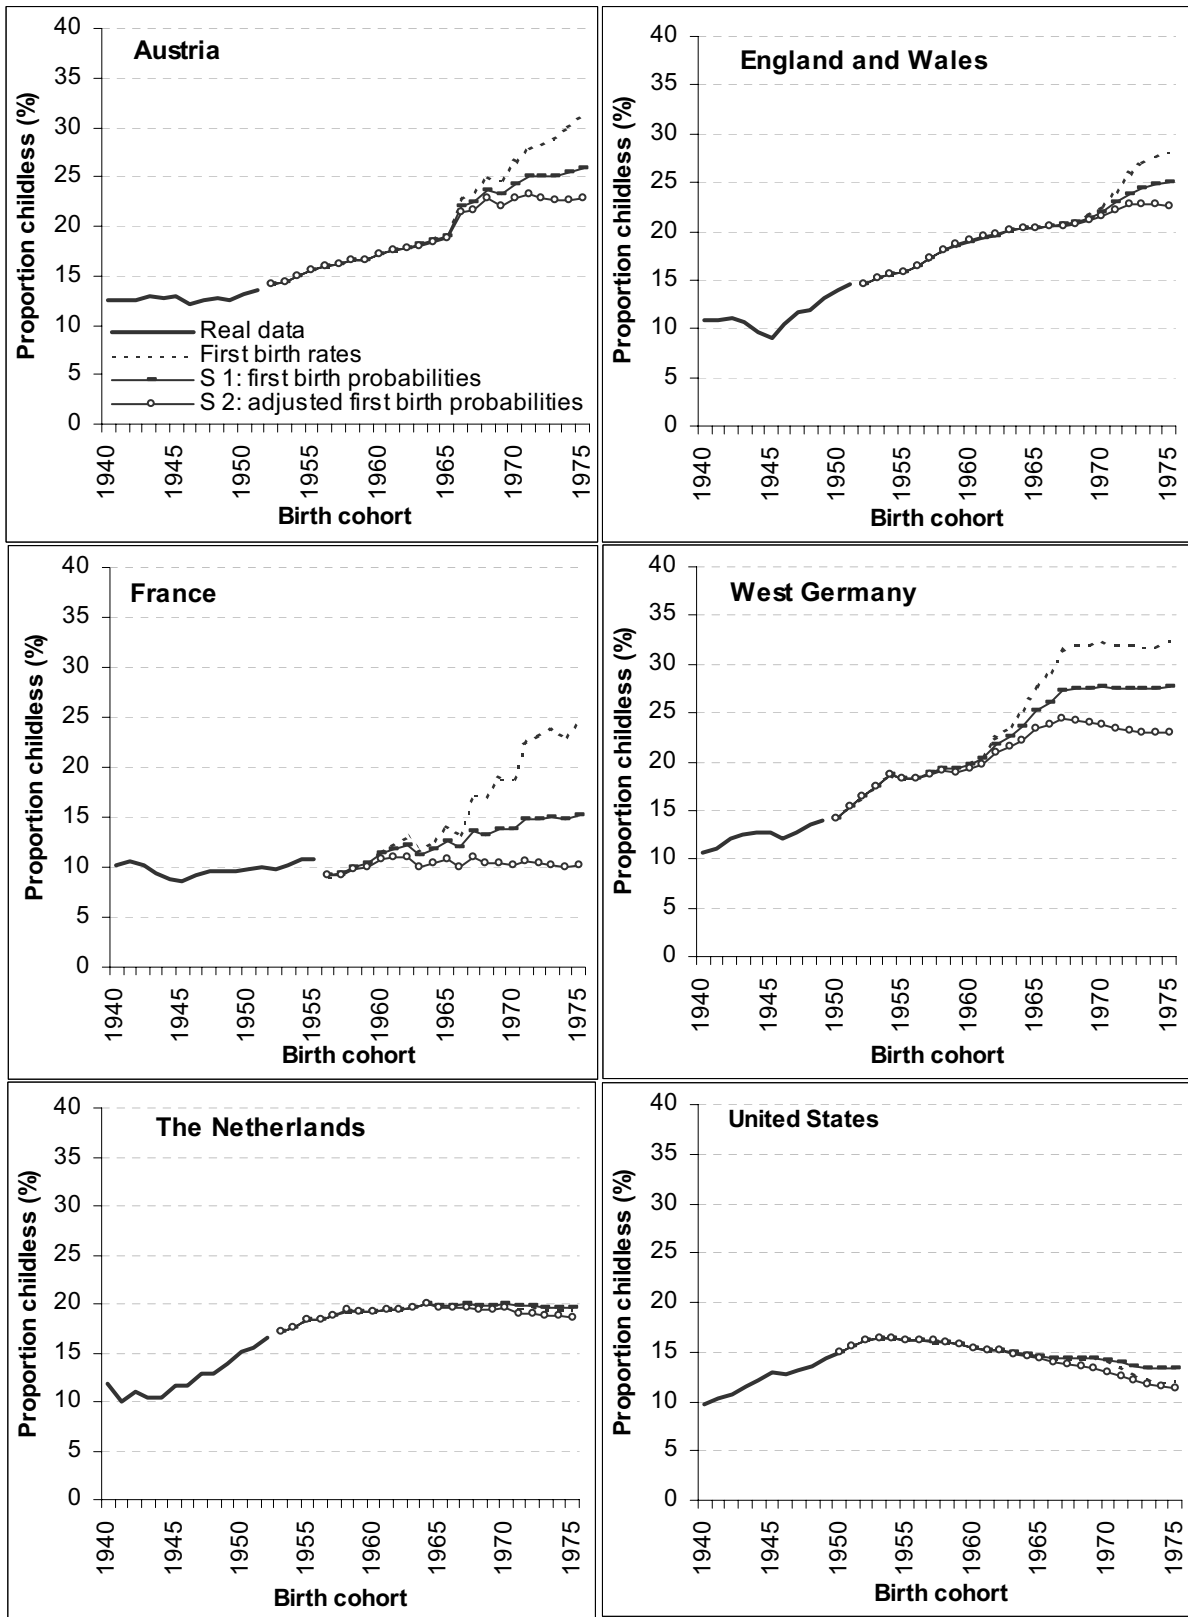 Austria
Proportion childless (%)
40
35
30
25
20
15
10
5
0
Real data
First birth rates
S 1: first birth probabilities
S 2: adjusted first birth probabilities
1940 1945 1950 1955 1960 1965 1970 1975
Birth cohort
England and Wales
Proportion childless (%)
40
35
30
25
20
15
10
5
0
1940 1945 1950 1955 1960 1965 1970 1975
Birth cohort
France
Proportion childless (%)
40
35
30
25
20
15
10
5
0
1940 1945 1950 1955 1960 1965 1970 1975
Birth cohort
West Germany
Proportion childless (%)
40
35
30
25
20
15
10
5
0
1940 1945 1950 1955 1960 1965 1970 1975
Birth cohort
The Netherlands
Proportion childless (%)
40
35
30
25
20
15
10
5
0
1940 1945 1950 1955 1960 1965 1970 1975
Birth cohort
United States
Proportion childless (%)
40
35
30
25
20
15
10
5
0
1940 1945 1950 1955 1960 1965 1970 1975
Birth cohort